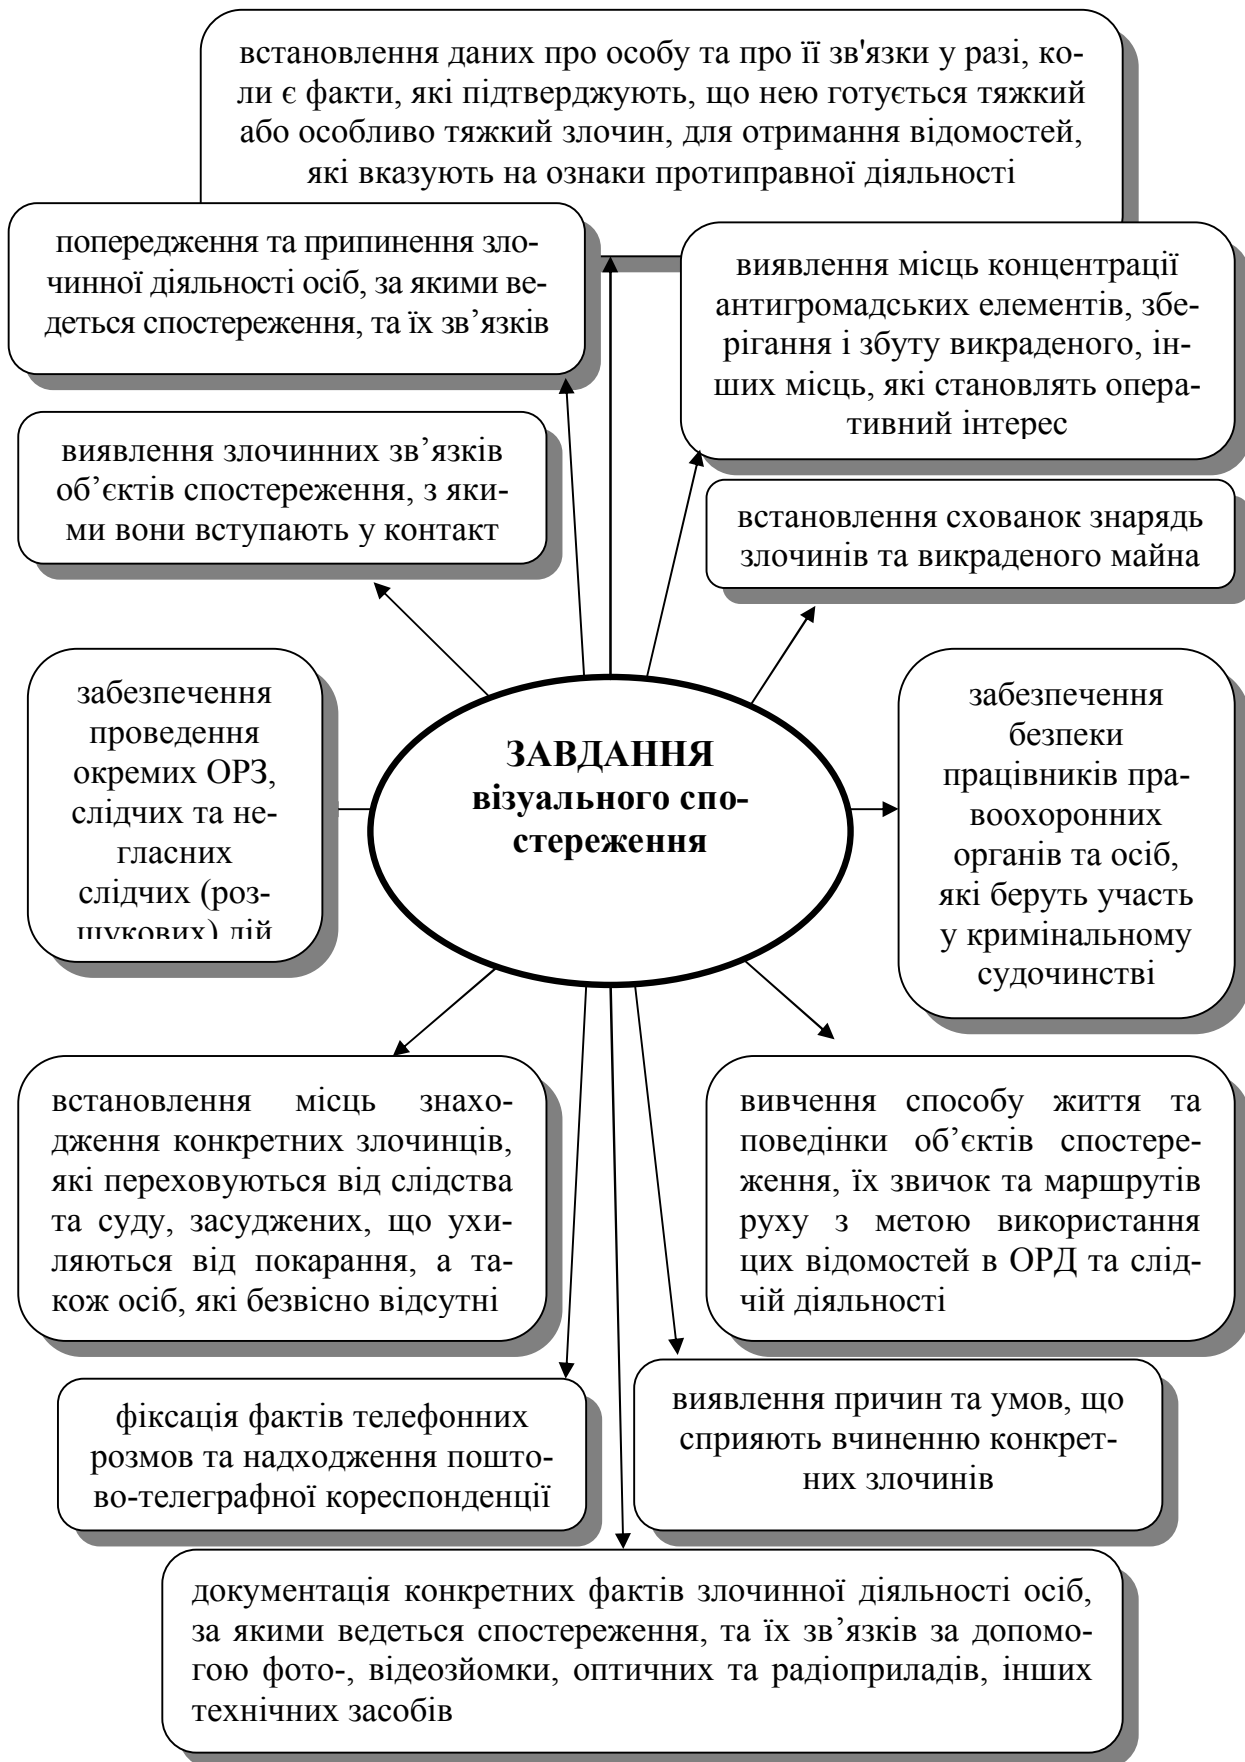 встановлення даних про особу та про її зв'язки у разі, ко-
ли є факти, які підтверджують, що нею готується тяжкий
або особливо тяжкий злочин, для отримання відомостей,
які вказують на ознаки протиправної діяльності
попередження та припинення зло-
чинної діяльності осіб, за якими ве-
деться спостереження, та їх зв’язків
виявлення місць концентрації
антигромадських елементів, збе-
рігання і збуту викраденого, ін-
ших місць, які становлять опера-
тивний інтерес
виявлення злочинних зв’язків
об’єктів спостереження, з яки-
ми вони вступають у контакт
встановлення схованок знарядь
злочинів та викраденого майна
забезпечення
проведення
окремих ОРЗ,
слідчих та не-
гласних
слідчих (роз-
шукових) дій
ЗАВДАННЯ
візуального спо-
стереження
забезпечення
безпеки
працівників пра-
воохоронних
органів та осіб,
які беруть участь
у кримінальному
судочинстві
встановлення місць знахо-
дження конкретних злочинців,
які переховуються від слідства
та суду, засуджених, що ухи-
ляються від покарання, а та-
кож осіб, які безвісно відсутні
вивчення способу життя та
поведінки об’єктів спостере-
ження, їх звичок та маршрутів
руху з метою використання
цих відомостей в ОРД та слід-
чій діяльності
фіксація фактів телефонних
розмов та надходження пошто-
во-телеграфної кореспонденції
виявлення причин та умов, що
сприяють вчиненню конкрет-
них злочинів
документація конкретних фактів злочинної діяльності осіб,
за якими ведеться спостереження, та їх зв’язків за допомо-
гою фото-, відеозйомки, оптичних та радіоприладів, інших
технічних засобів